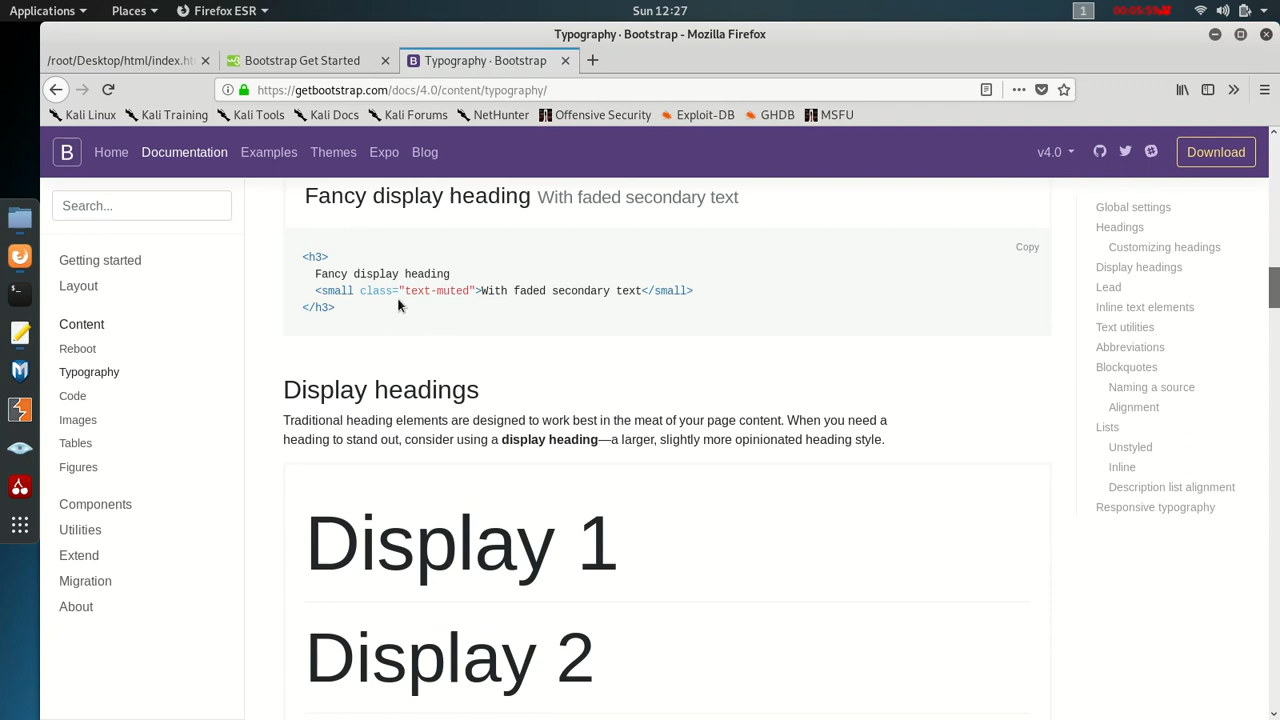 Applications
Places
Firefox ESR
Sun 12:27
1
Typography · Bootstrap - Mozilla Firefox
/root/Desktop/html/index.ht
Bootstrap Get Started
Typography · Bootstrap
https://getbootstrap.com/docs/4.0/content/typography/
Kali Linux
Kali Training
Kali Tools
Kali Docs
Kali Forums
NetHunter
Offensive Security
Exploit-DB
GHDB
MSFU
B
Home
Documentation
Examples
Themes
Expo
Blog
v4.0
Download
Search...
Getting started
Layout
Content
Reboot
Typography
Code
Images
Tables
Figures
Components
Utilities
Extend
Migration
About
Fancy display heading With faded secondary text
Copy
<h3>
Fancy display heading
<small class="text-muted">With faded secondary text</small>
</h3>
Display headings
Traditional heading elements are designed to work best in the meat of your page content. When you need a
heading to stand out, consider using a display heading—a larger, slightly more opinionated heading style.
Display 1
Display 2
Global settings
Headings
Customizing headings
Display headings
Lead
Inline text elements
Text utilities
Abbreviations
Blockquotes
Naming a source
Alignment
Lists
Unstyled
Inline
Description list alignment
Responsive typography